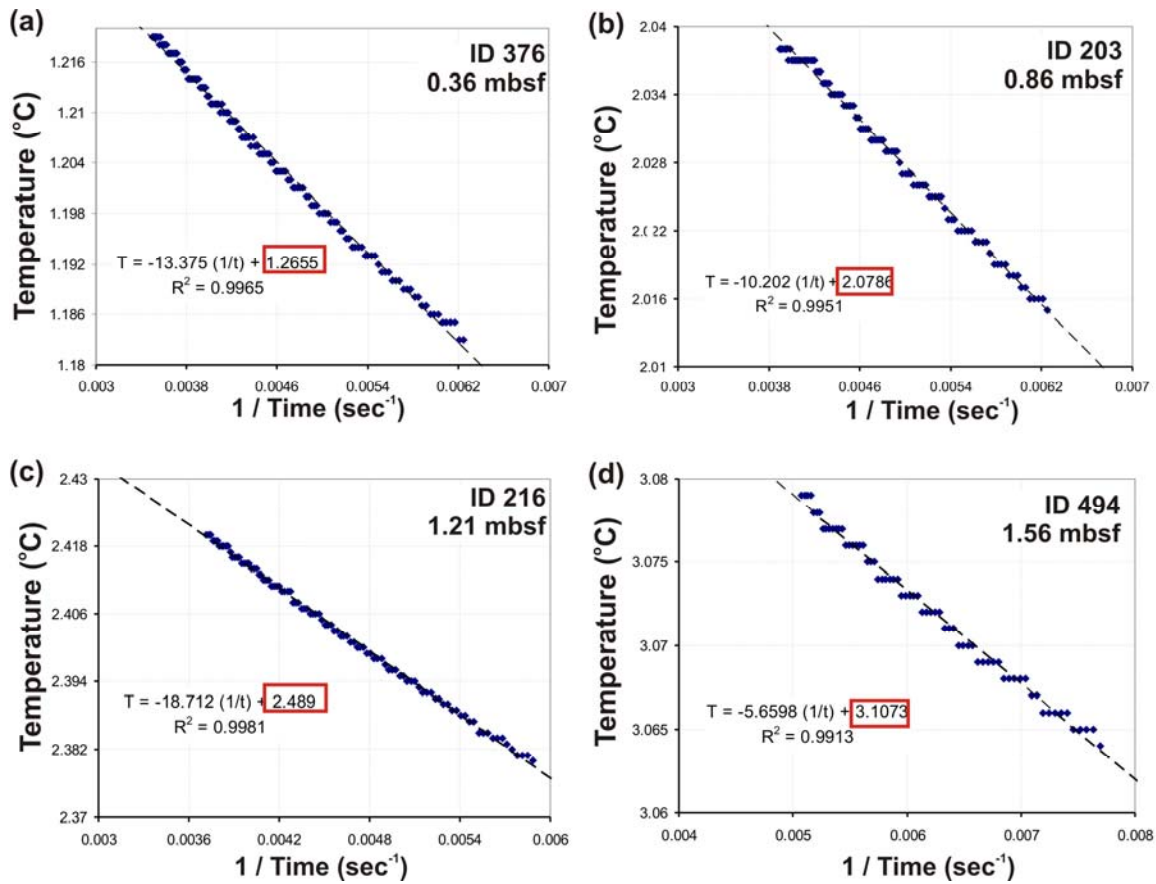 (a)
ID 376
0.36 mbsf
Temperature (°C)
1.216
1.21
1.204
1.198
1.192
1.186
1.18
T = -13.375 (1/t) + 1.2655
R² = 0.9965
0.003 0.0038 0.0046 0.0054 0.0062 0.007
1 / Time (sec⁻¹)
(b)
ID 203
0.86 mbsf
Temperature (°C)
2.04
2.034
2.028
2.022
2.016
2.01
T = -10.202 (1/t) + 2.0786
R² = 0.9951
0.003 0.0038 0.0046 0.0054 0.0062 0.007
1 / Time (sec⁻¹)
(c)
ID 216
1.21 mbsf
Temperature (°C)
2.43
2.418
2.406
2.394
2.382
2.37
T = -18.712 (1/t) + 2.489
R² = 0.9981
0.003 0.0036 0.0042 0.0048 0.0054 0.006
1 / Time (sec⁻¹)
(d)
ID 494
1.56 mbsf
Temperature (°C)
3.08
3.075
3.07
3.065
3.06
T = -5.6598 (1/t) + 3.1073
R² = 0.9913
0.004 0.005 0.006 0.007 0.008
1 / Time (sec⁻¹)